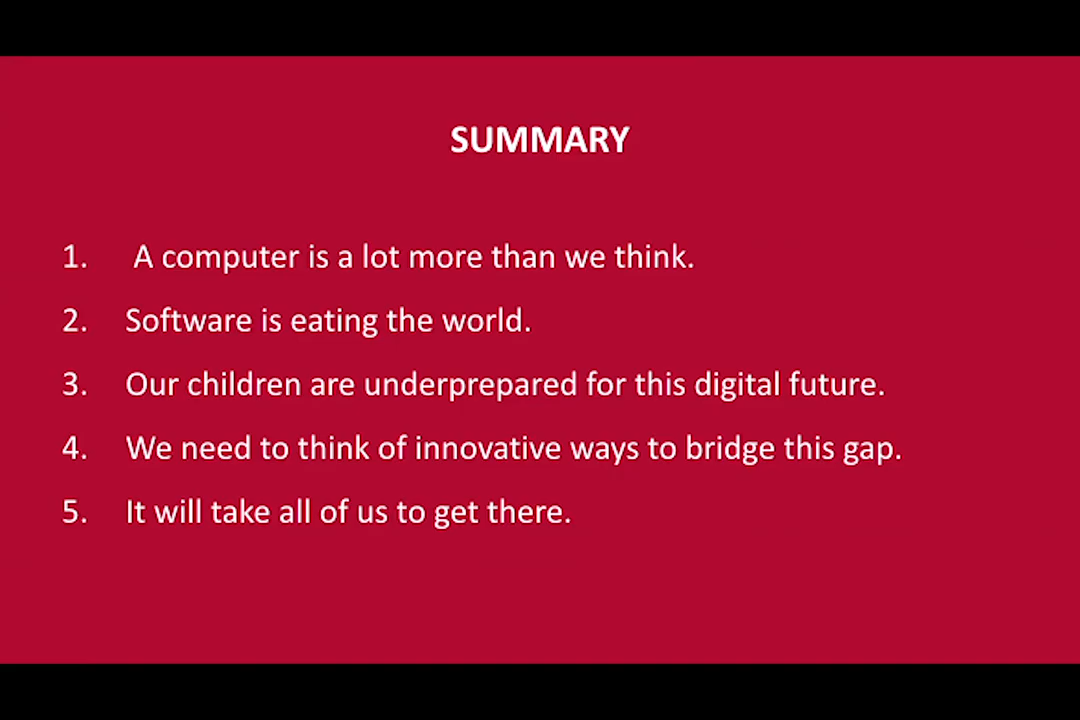 SUMMARY
1. A computer is a lot more than we think.
2. Software is eating the world.
3. Our children are underprepared for this digital future.
4. We need to think of innovative ways to bridge this gap.
5. It will take all of us to get there.